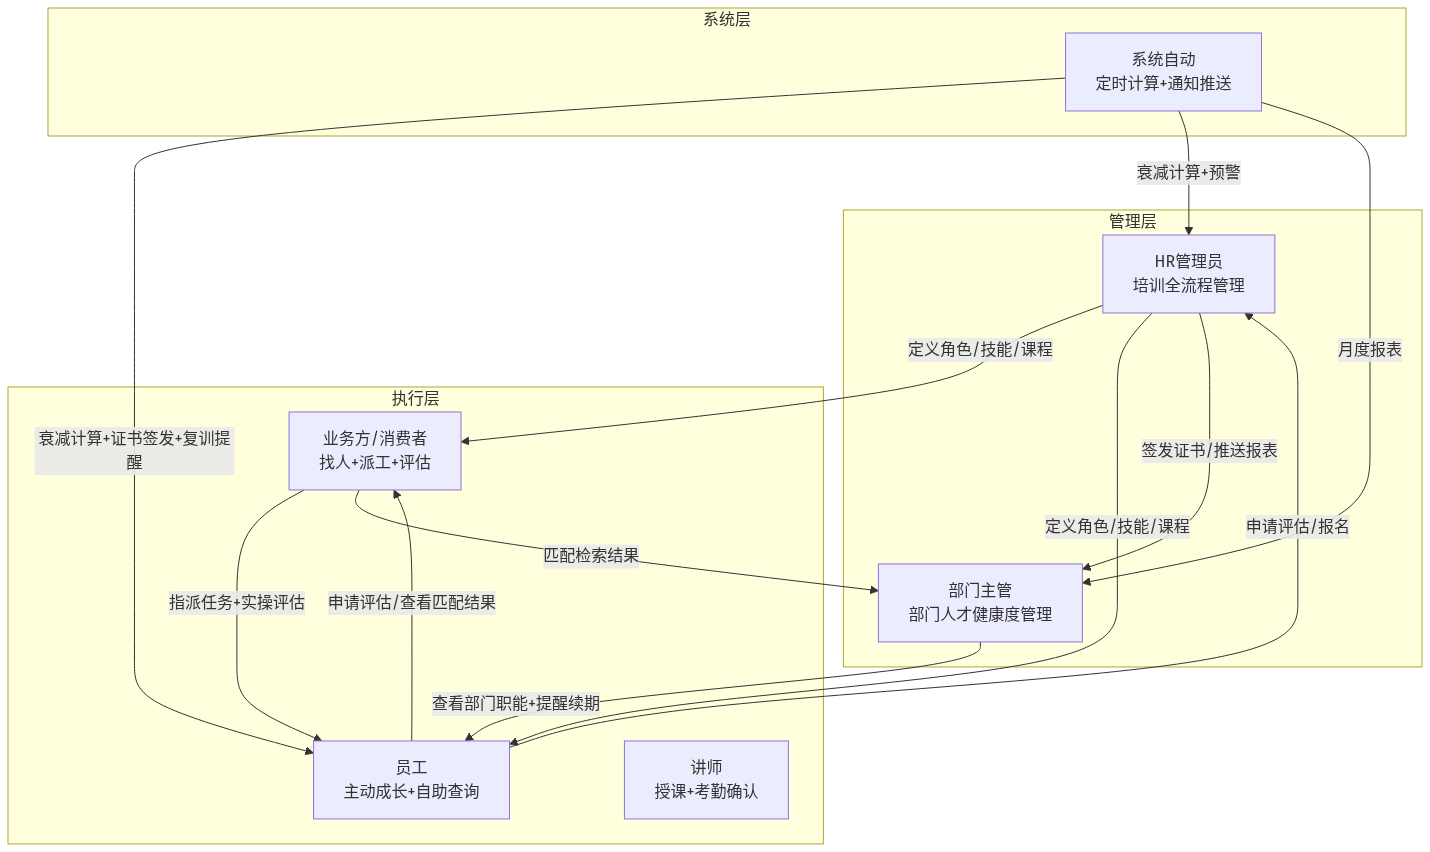 系统层
系统自动
定时计算+通知推送
衰减计算+预警
管理层
HR管理员
培训全流程管理
定义角色/技能/课程
月度报表
执行层
业务方/消费者
找人+派工+评估
衰减计算+证书签发+复训提
醒
签发证书/推送报表
定义角色/技能/课程
申请评估/报名
匹配检索结果
部门主管
部门人才健康度管理
指派任务+实操评估
申请评估/查看匹配结果
查看部门职能+提醒续期
员工
主动成长+自助查询
讲师
授课+考勤确认